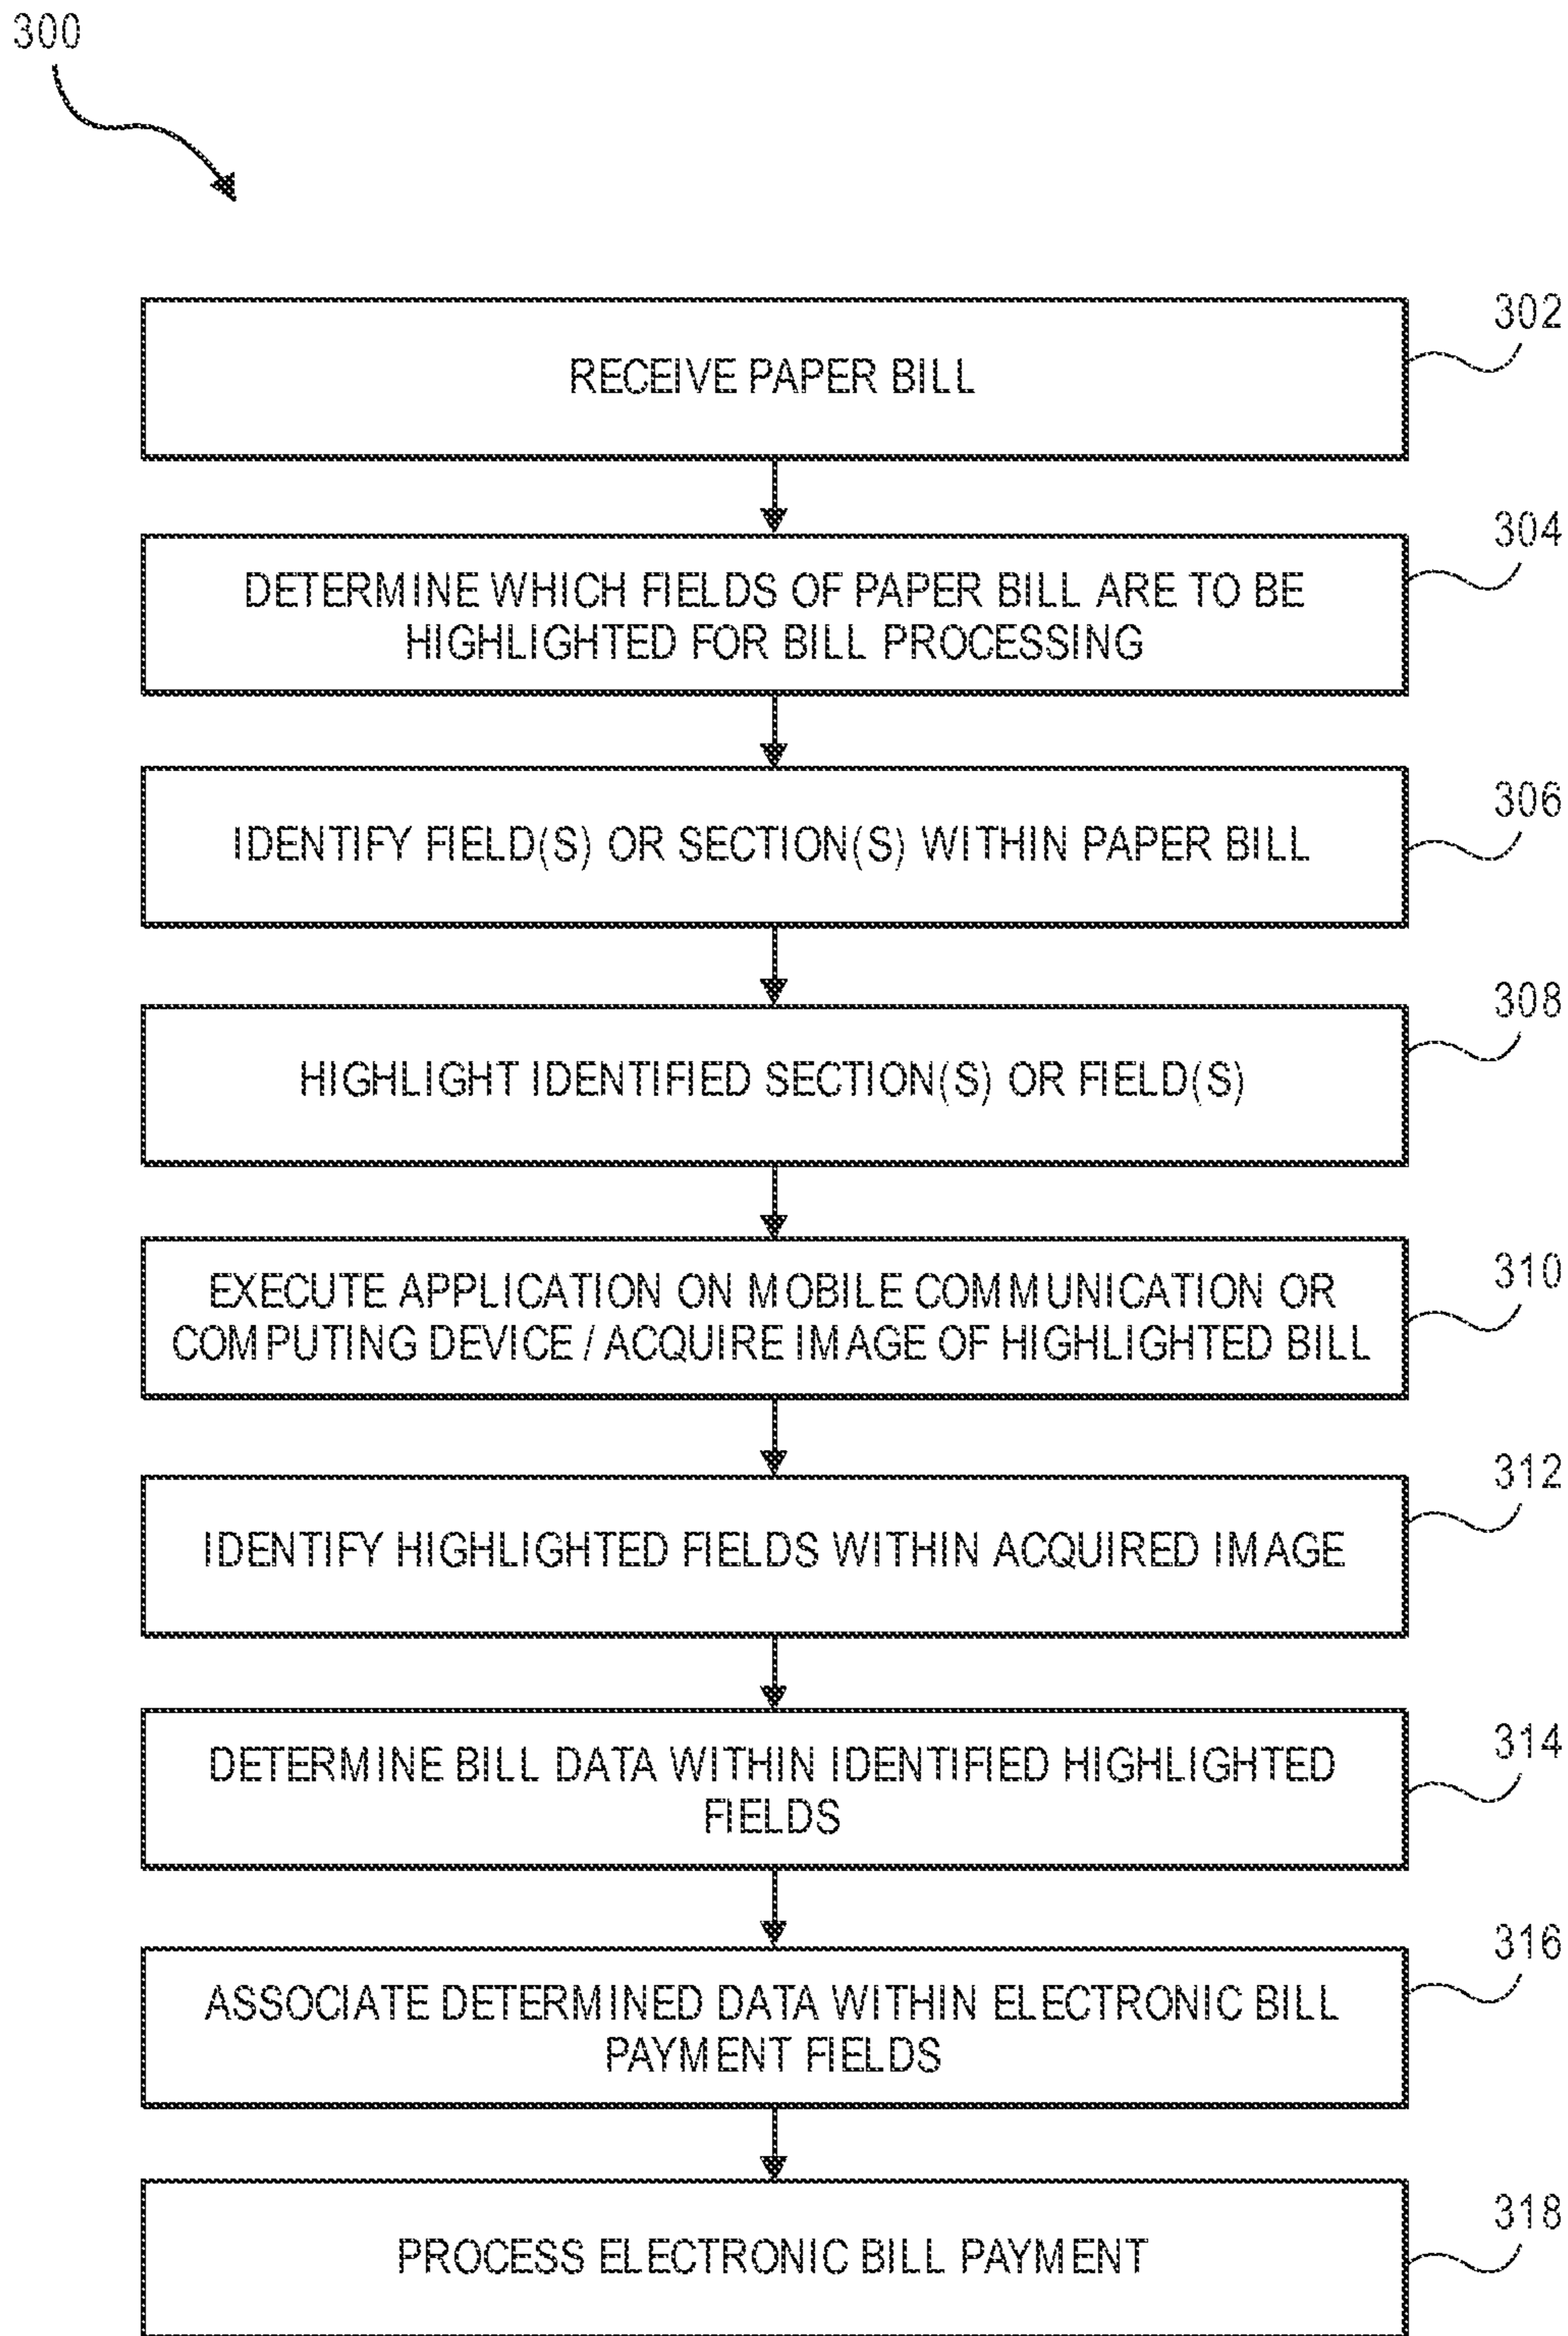 300
302
RECEIVE PAPER BILL
304
DETERMINE WHICH FIELDS OF PAPER BILL ARE TO BE
HIGHLIGHTED FOR BILL PROCESSING
306
IDENTIFY FIELD(S) OR SECTION(S) WITHIN PAPER BILL
308
HIGHLIGHT IDENTIFIED SECTION(S) OR FIELD(S)
310
EXECUTE APPLICATION ON MOBILE COMMUNICATION OR
COMPUTING DEVICE / ACQUIRE IMAGE OF HIGHLIGHTED BILL
312
IDENTIFY HIGHLIGHTED FIELDS WITHIN ACQUIRED IMAGE
314
DETERMINE BILL DATA WITHIN IDENTIFIED HIGHLIGHTED
FIELDS
316
ASSOCIATE DETERMINED DATA WITHIN ELECTRONIC BILL
PAYMENT FIELDS
318
PROCESS ELECTRONIC BILL PAYMENT